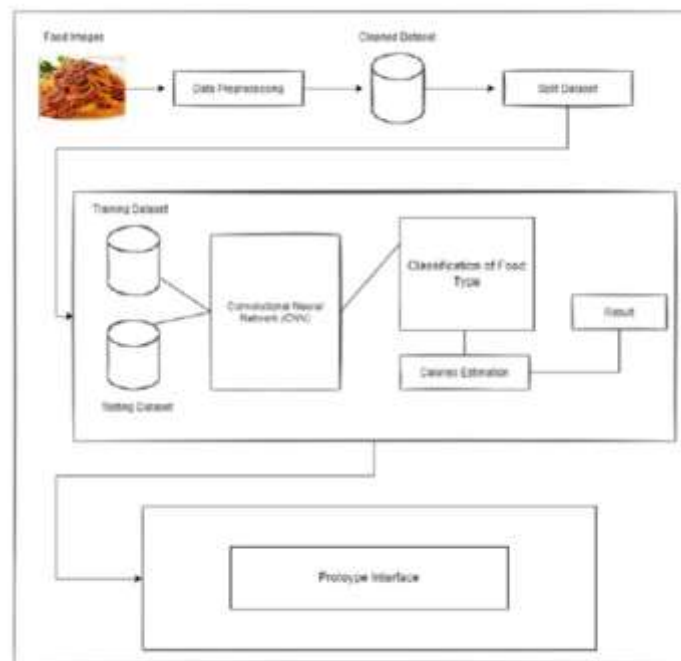 Food Images
Cleaned Dataset
Data Preprocessing
Split Dataset
Training Dataset
Classification of Food
Type
Convolutional Neural
Network (CNN)
Result
Calories Estimation
Testing Dataset
Prototype Interface